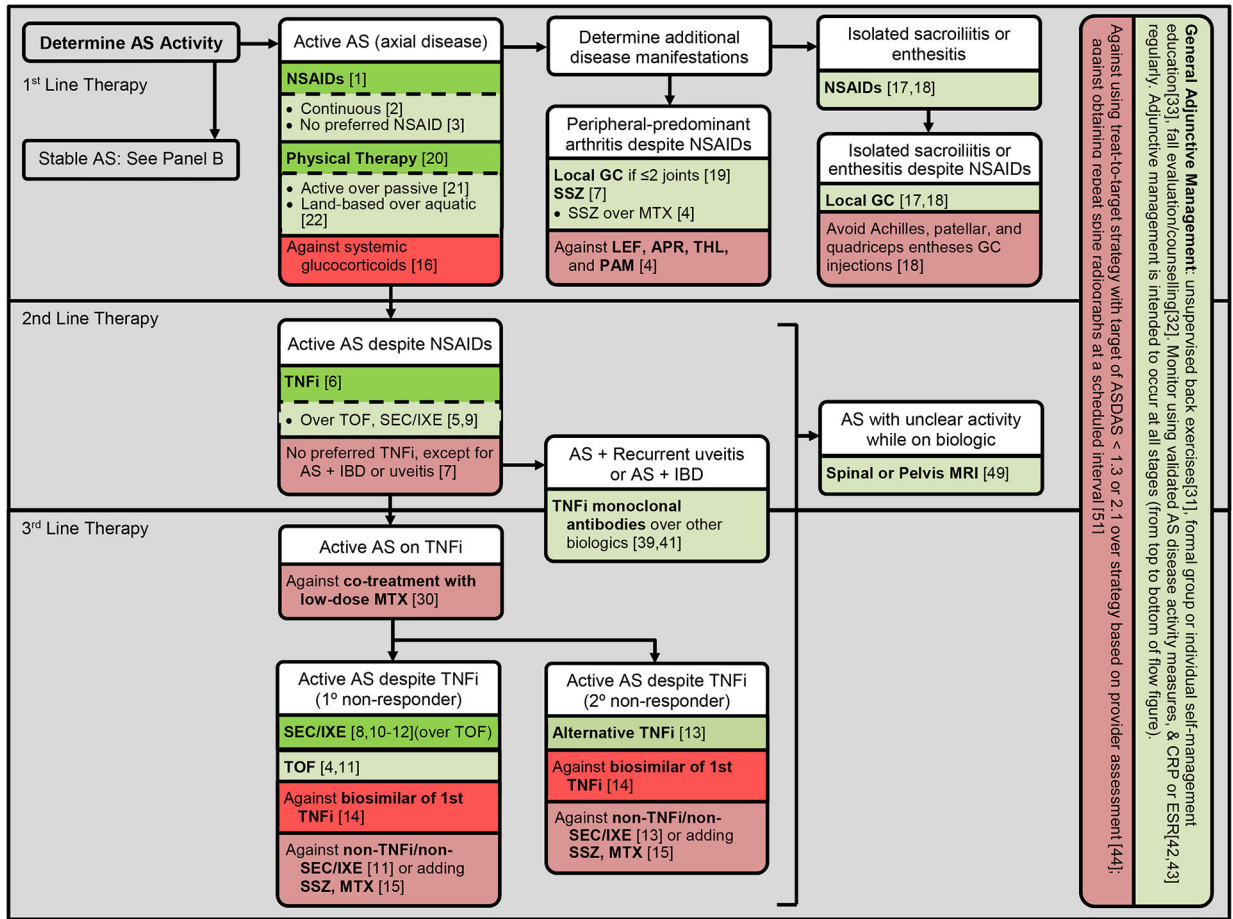 Determine AS Activity
1st Line Therapy
Stable AS: See Panel B
Active AS (axial disease)
NSAIDs [1]
• Continuous [2]
• No preferred NSAID [3]
Physical Therapy [20]
• Active over passive [21]
• Land-based over aquatic
[22]
Against systemic
glucocorticoids [16]
Determine additional
disease manifestations
Peripheral-predominant
arthritis despite NSAIDs
Local GC if ≤2 joints [19]
SSZ [7]
• SSZ over MTX [4]
Against LEF, APR, THL,
and PAM [4]
Isolated sacroiliitis or
enthesitis
NSAIDs [17,18]
Isolated sacroiliitis or
enthesitis despite NSAIDs
Local GC [17,18]
Avoid Achilles, patellar, and
quadriceps entheses GC
injections [18]
2nd Line Therapy
Active AS despite NSAIDs
TNFi [6]
• Over TOF, SEC/IXE [5,9]
No preferred TNFi, except for
AS + IBD or uveitis [7]
AS + Recurrent uveitis
or AS + IBD
TNFi monoclonal
antibodies over other
biologics [39,41]
AS with unclear activity
while on biologic
Spinal or Pelvis MRI [49]
3rd Line Therapy
Active AS on TNFi
Against co-treatment with
low-dose MTX [30]
Active AS despite TNFi
(1º non-responder)
SEC/IXE [8,10-12](over TOF)
TOF [4,11]
Against biosimilar of 1st
TNFi [14]
Against non-TNFi/non-
SEC/IXE [11] or adding
SSZ, MTX [15]
Active AS despite TNFi
(2º non-responder)
Alternative TNFi [13]
Against biosimilar of 1st
TNFi [14]
Against non-TNFi/non-
SEC/IXE [13] or adding
SSZ, MTX [15]
General Adjunctive Management: unsupervised back exercises[31], formal group or individual self-management
education[33], fall evaluation/counselling[32]. Monitor using validated AS disease activity measures, & CRP or ESR[42,43]
regularly. Adjunctive management is intended to occur at all stages (from top to bottom of flow figure).
Against using treat-to-target strategy with target of ASDAS < 1.3 or 2.1 over strategy based on provider assessment [44];
against obtaining repeat spine radiographs at a scheduled interval [51]